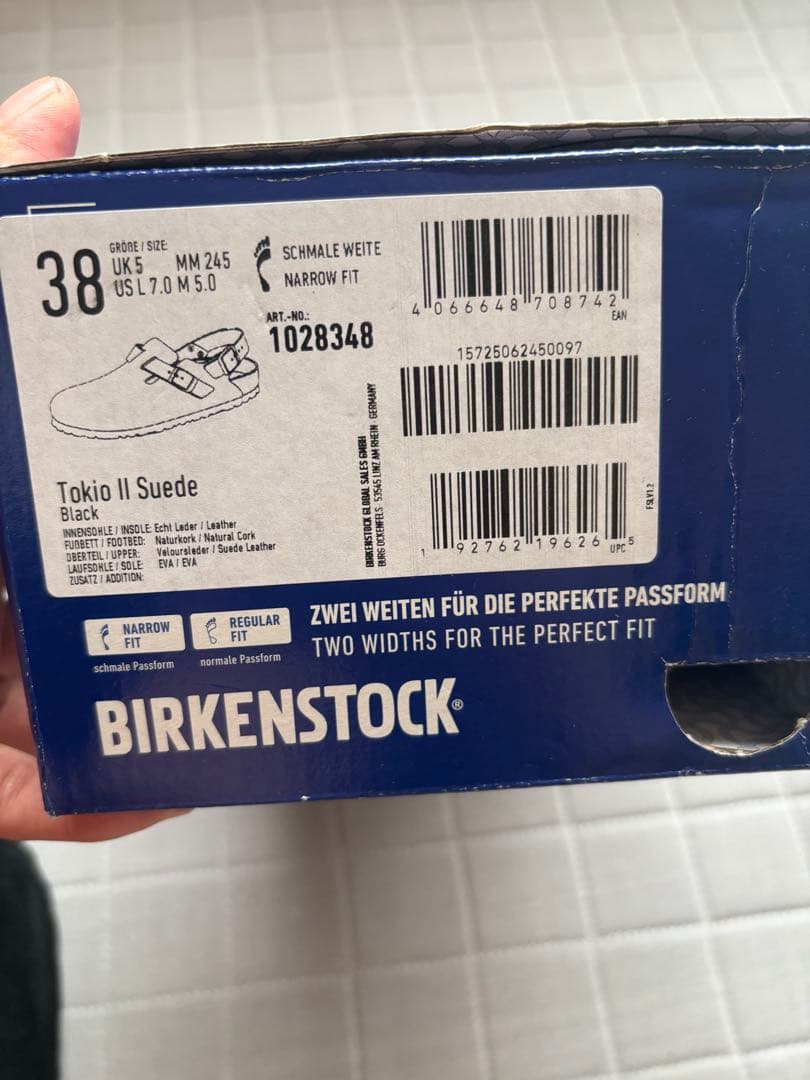 38
GRÖßE / SIZE:
UK 5 MM 245
US L 7.0 M 5.0
SCHMALE WEITE
NARROW FIT
ART.-NO.:
1028348
4 066648 708742
EAN
15725062450097
BIRKENSTOCK GLOBAL SALES GMBH
BURG OCKENFELS · 53545 LINZ AM RHEIN · GERMANY
1 92762 19626 5
UPC
FSLV1.2
Tokio II Suede
Black
INNENSOHLE / INSOLE: Echt Leder / Leather
FUßBETT / FOOTBED: Naturkork / Natural Cork
OBERTEIL / UPPER: Veloursleder / Suede Leather
LAUFSOHLE / SOLE: EVA / EVA
ZUSATZ / ADDITION:
NARROW
FIT
schmale Passform
REGULAR
FIT
normale Passform
ZWEI WEITEN FÜR DIE PERFEKTE PASSFORM
TWO WIDTHS FOR THE PERFECT FIT
BIRKENSTOCK®